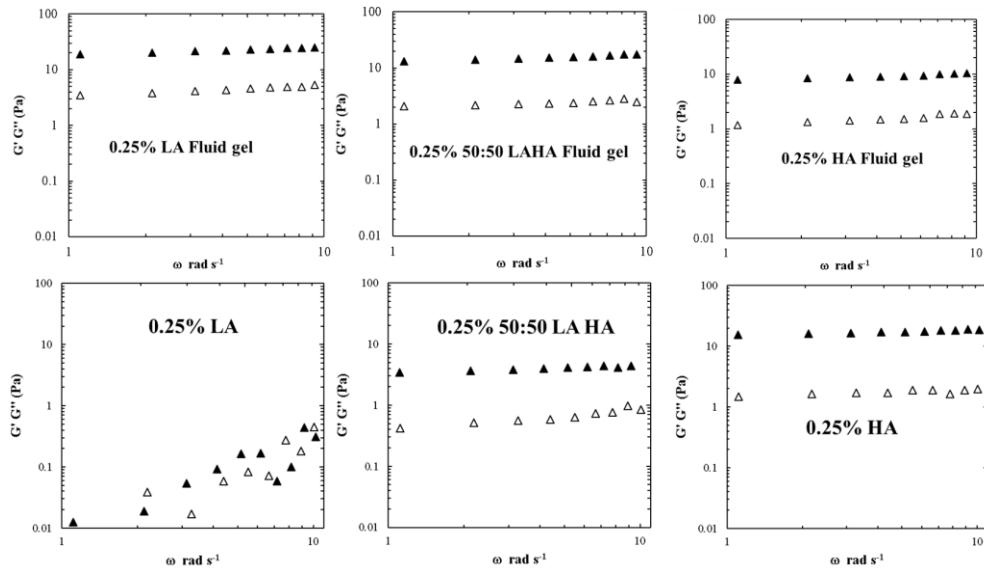 100
10
1
0.1
0.01
G' G'' (Pa)
0.25% LA Fluid gel
1
10
ω rad s⁻¹
100
10
1
0.1
0.01
G' G'' (Pa)
0.25% 50:50 LAHA Fluid gel
1
10
ω rad s⁻¹
100
10
1
0.1
0.01
G' G'' (Pa)
0.25% HA Fluid gel
1
10
ω rad s⁻¹
100
10
1
0.1
0.01
G' G'' (Pa)
0.25% LA
1
10
ω rad s⁻¹
100
10
1
0.1
0.01
G' G'' (Pa)
0.25% 50:50 LA HA
1
10
ω rad s⁻¹
100
10
1
0.1
0.01
G' G'' (Pa)
0.25% HA
1
10
ω rad s⁻¹